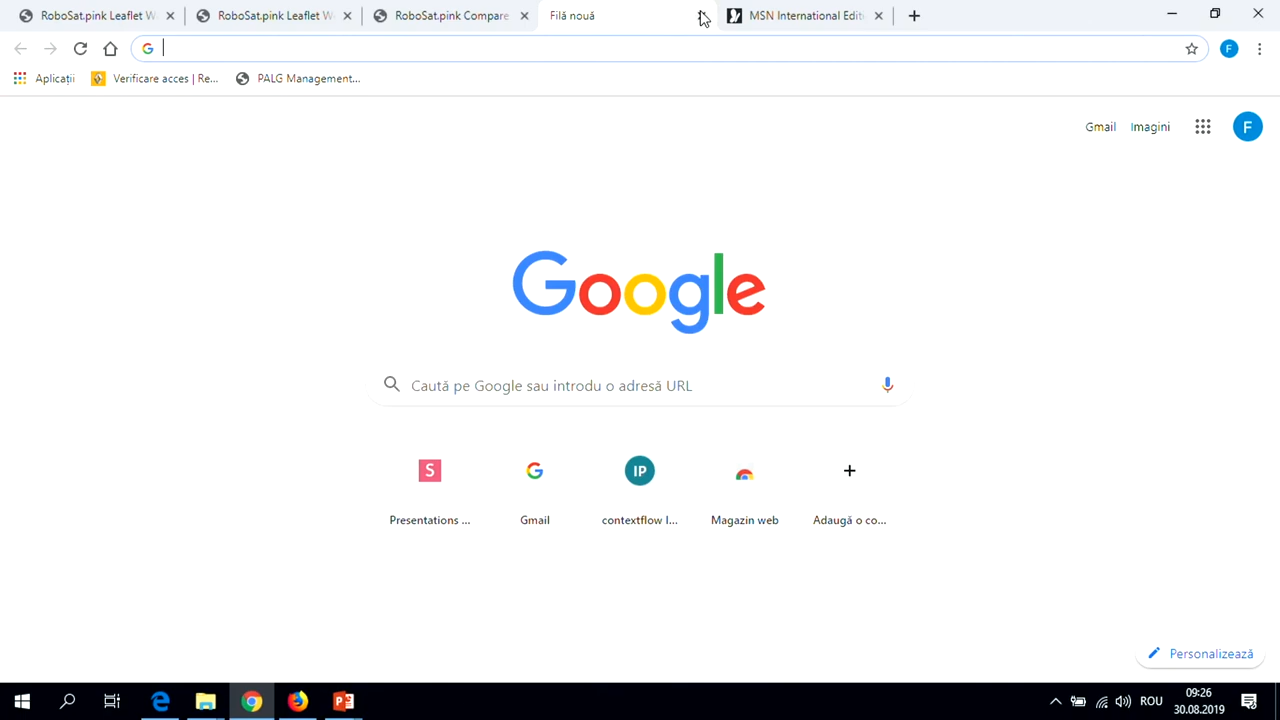 RoboSat.pink Leaflet W
RoboSat.pink Leaflet W
RoboSat.pink Compare
Filă nouă
MSN International Edit
Aplicații
Verificare acces | Re...
PALG Management...
F
Gmail
Imagini
F
Google
Caută pe Google sau introdu o adresă URL
S
IP
Presentations ...
Gmail
contextflow I...
Magazin web
Adaugă o co...
Personalizează
ROU
09:26
30.08.2019